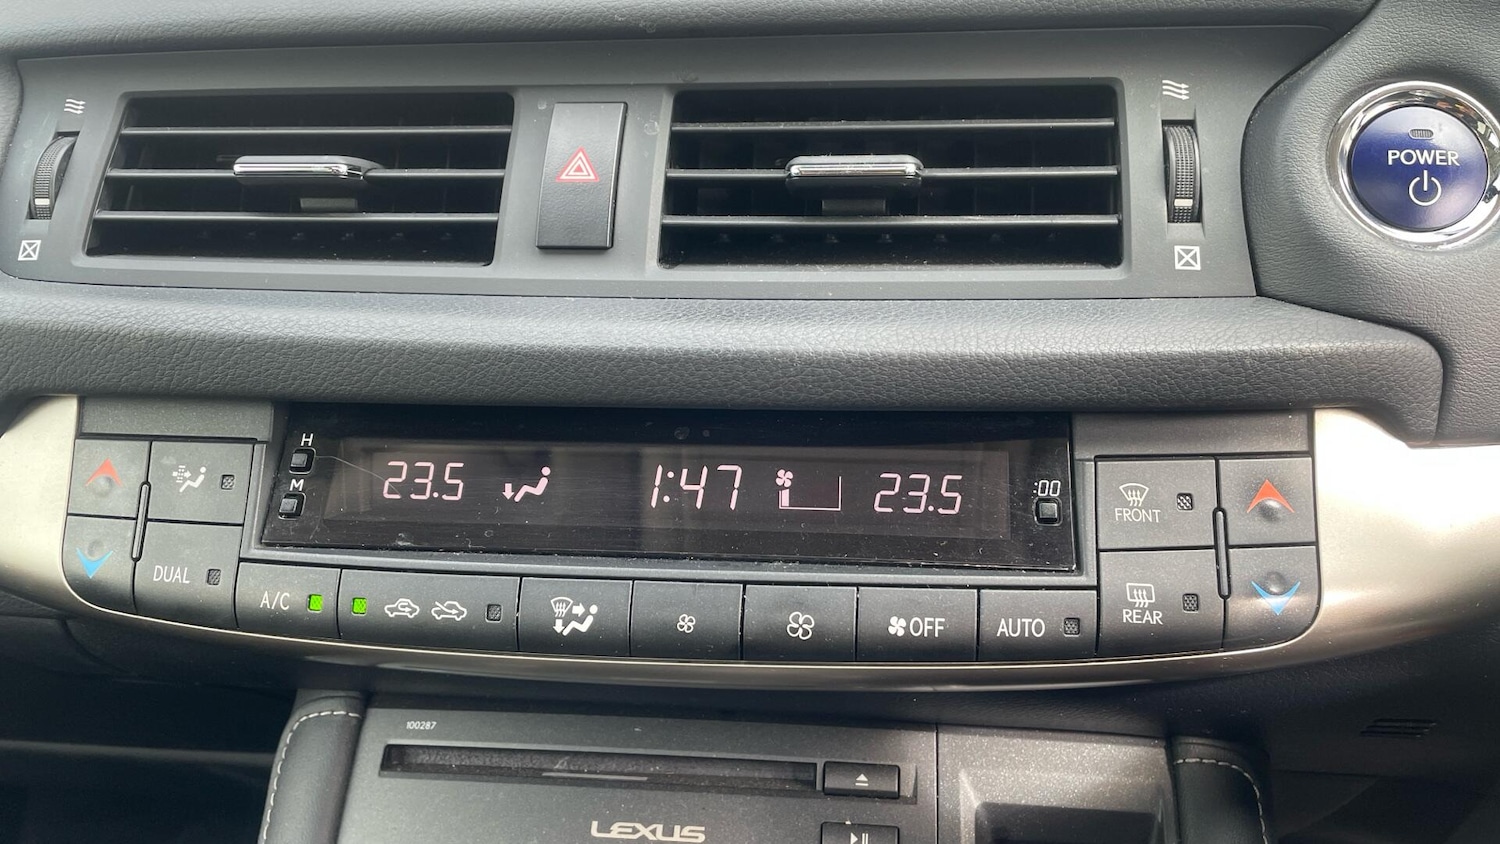 POWER
H
M
23.5
1:47
23.5
:00
FRONT
DUAL
A/C
OFF
AUTO
REAR
100287
LEXUS